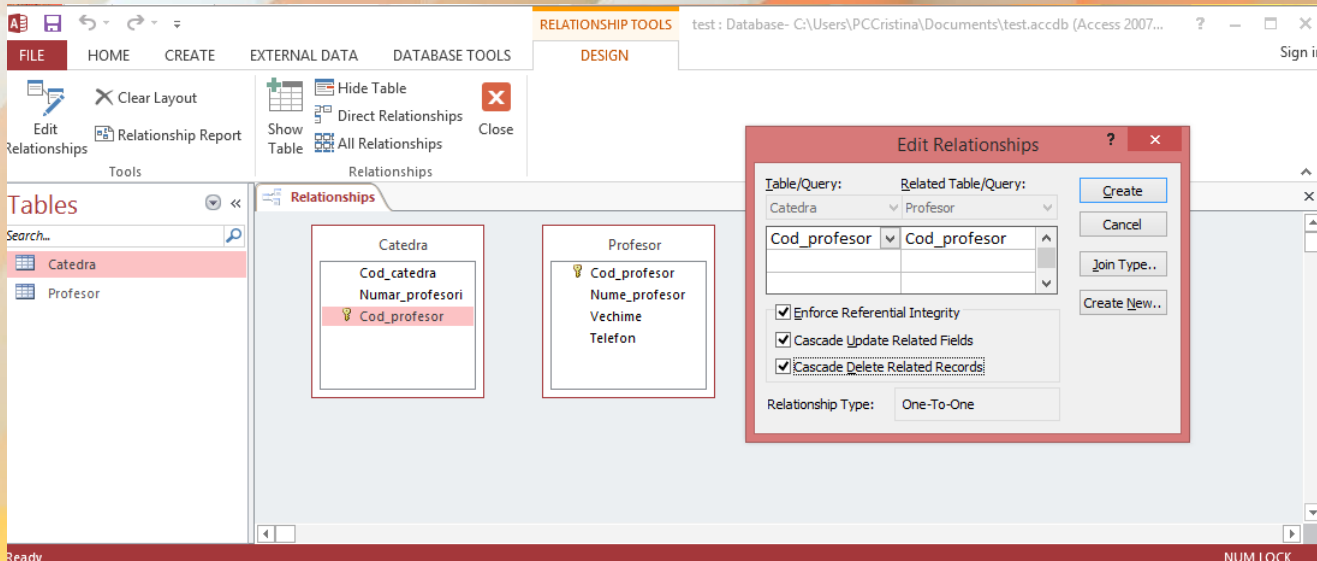 RELATIONSHIP TOOLS test : Database- C:\Users\PCCristina\Documents\test.accdb (Access 2007... ?
FILE HOME CREATE EXTERNAL DATA DATABASE TOOLS DESIGN Sign in
Edit Relationships
Clear Layout
Relationship Report
Tools
Show Table
Hide Table
Direct Relationships
All Relationships
Close
Relationships
Tables
Search...
Catedra
Profesor
Relationships
Catedra
Cod_catedra
Numar_profesori
Cod_profesor
Profesor
Cod_profesor
Nume_profesor
Vechime
Telefon
Edit Relationships ?
Table/Query: Related Table/Query:
Catedra Profesor
Cod_profesor Cod_profesor
Enforce Referential Integrity
Cascade Update Related Fields
Cascade Delete Related Records
Relationship Type: One-To-One
Create
Cancel
Join Type..
Create New..
Ready NUM LOCK